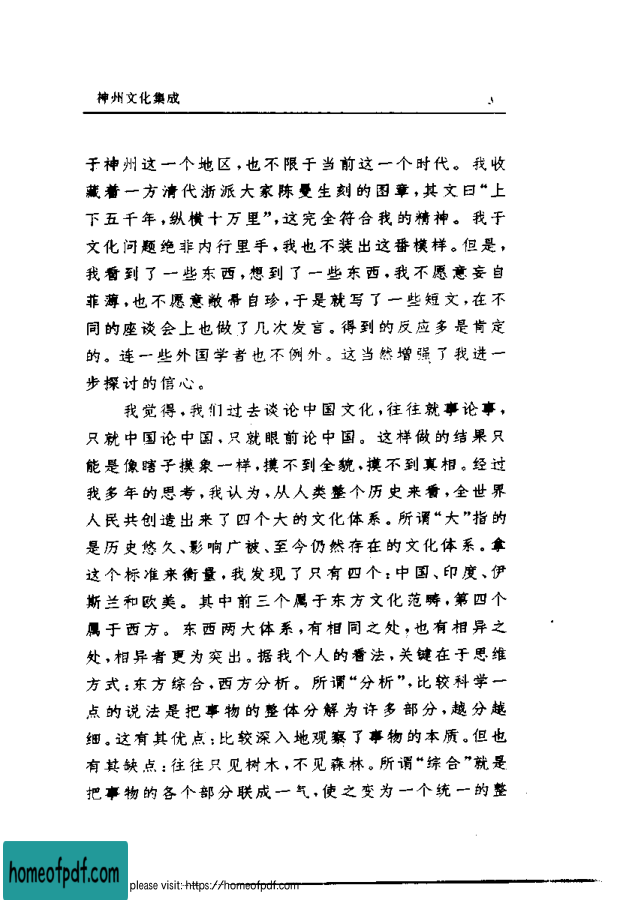 神州文化集成
于神州这一个地区,也不限于当前这一个时代。我收
藏着一方清代浙派大家陈曼生刻的图章,其文曰“上
下五千年,纵横十万里”,这完全符合我的精神。我于
文化问题绝非内行里手,我也不装出这番模样。但是,
我看到了一些东西,想到了一些东西,我不愿意妄自
菲薄,也不愿意敝帚自珍,于是就写了一些短文,在不
同的座谈会上也做了几次发言。得到的反应多是肯定
的。连一些外国学者也不例外。这当然增强了我进一
步探讨的信心。
我觉得,我们过去谈论中国文化,往往就事论事,
只就中国论中国,只就眼前论中国。这样做的结果只
能是像瞎子摸象一样,摸不到全貌,摸不到真相。经过
我多年的思考,我认为,从人类整个历史来看,全世界
人民共创造出来了四个大的文化体系。所谓“大”指的
是历史悠久、影响广被、至今仍然存在的文化体系。拿
这个标准来衡量,我发现了只有四个:中国、印度、伊
斯兰和欧美。其中前三个属于东方文化范畴,第四个
属于西方。东西两大体系,有相同之处,也有相异之
处,相异者更为突出。据我个人的看法,关键在于思维
方式:东方综合,西方分析。所谓“分析”,比较科学一
点的说法是把事物的整体分解为许多部分,越分越
细。这有其优点:比较深入地观察了事物的本质。但也
有其缺点:往往只见树木,不见森林。所谓“综合”就是
把事物的各个部分联成一气,使之变为一个统一的整
homeofpdf.com
please visit: https://homeofpdf.com